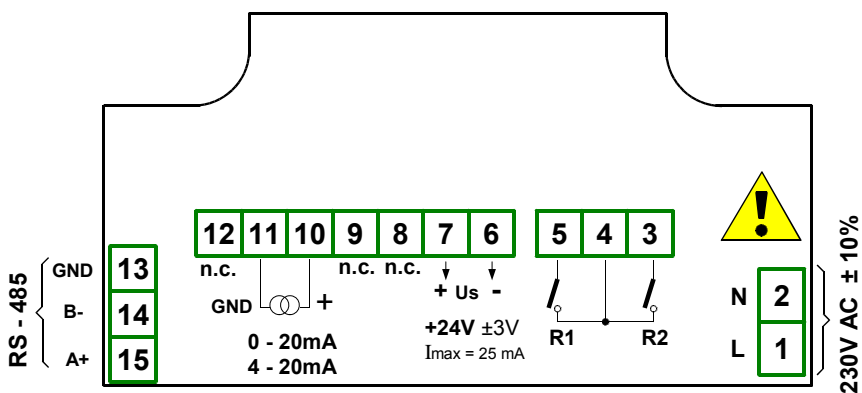 12 11 10 9 8 7 6
5 4 3
n.c.
n.c. n.c.
GND +
0 - 20mA
4 - 20mA
+ Us -
+24V ±3V
Imax = 25 mA
R1 R2
RS - 485
GND 13
B- 14
A+ 15
!
N 2
L 1
230V AC ± 10%